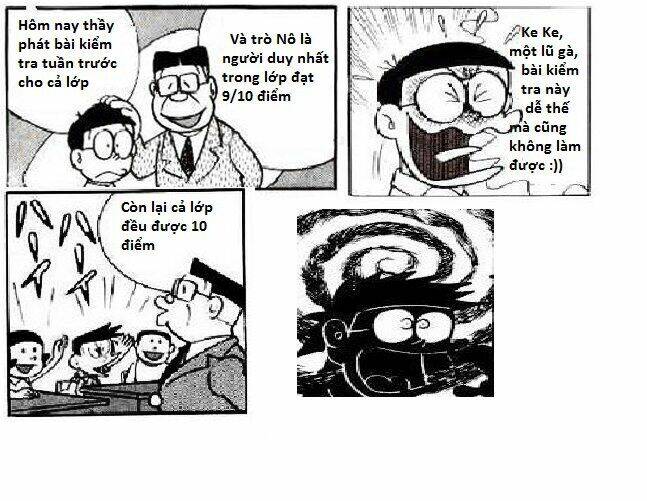 Hôm nay thầy
phát bài kiểm
tra tuần trước
cho cả lớp
Và trò Nô là
người duy nhất
trong lớp đạt
9/10 điểm
Ke Ke,
một lũ gà,
bài kiểm
tra này
dễ thế
mà cũng
không làm
được :))
Còn lại cả lớp
đều được 10
điểm